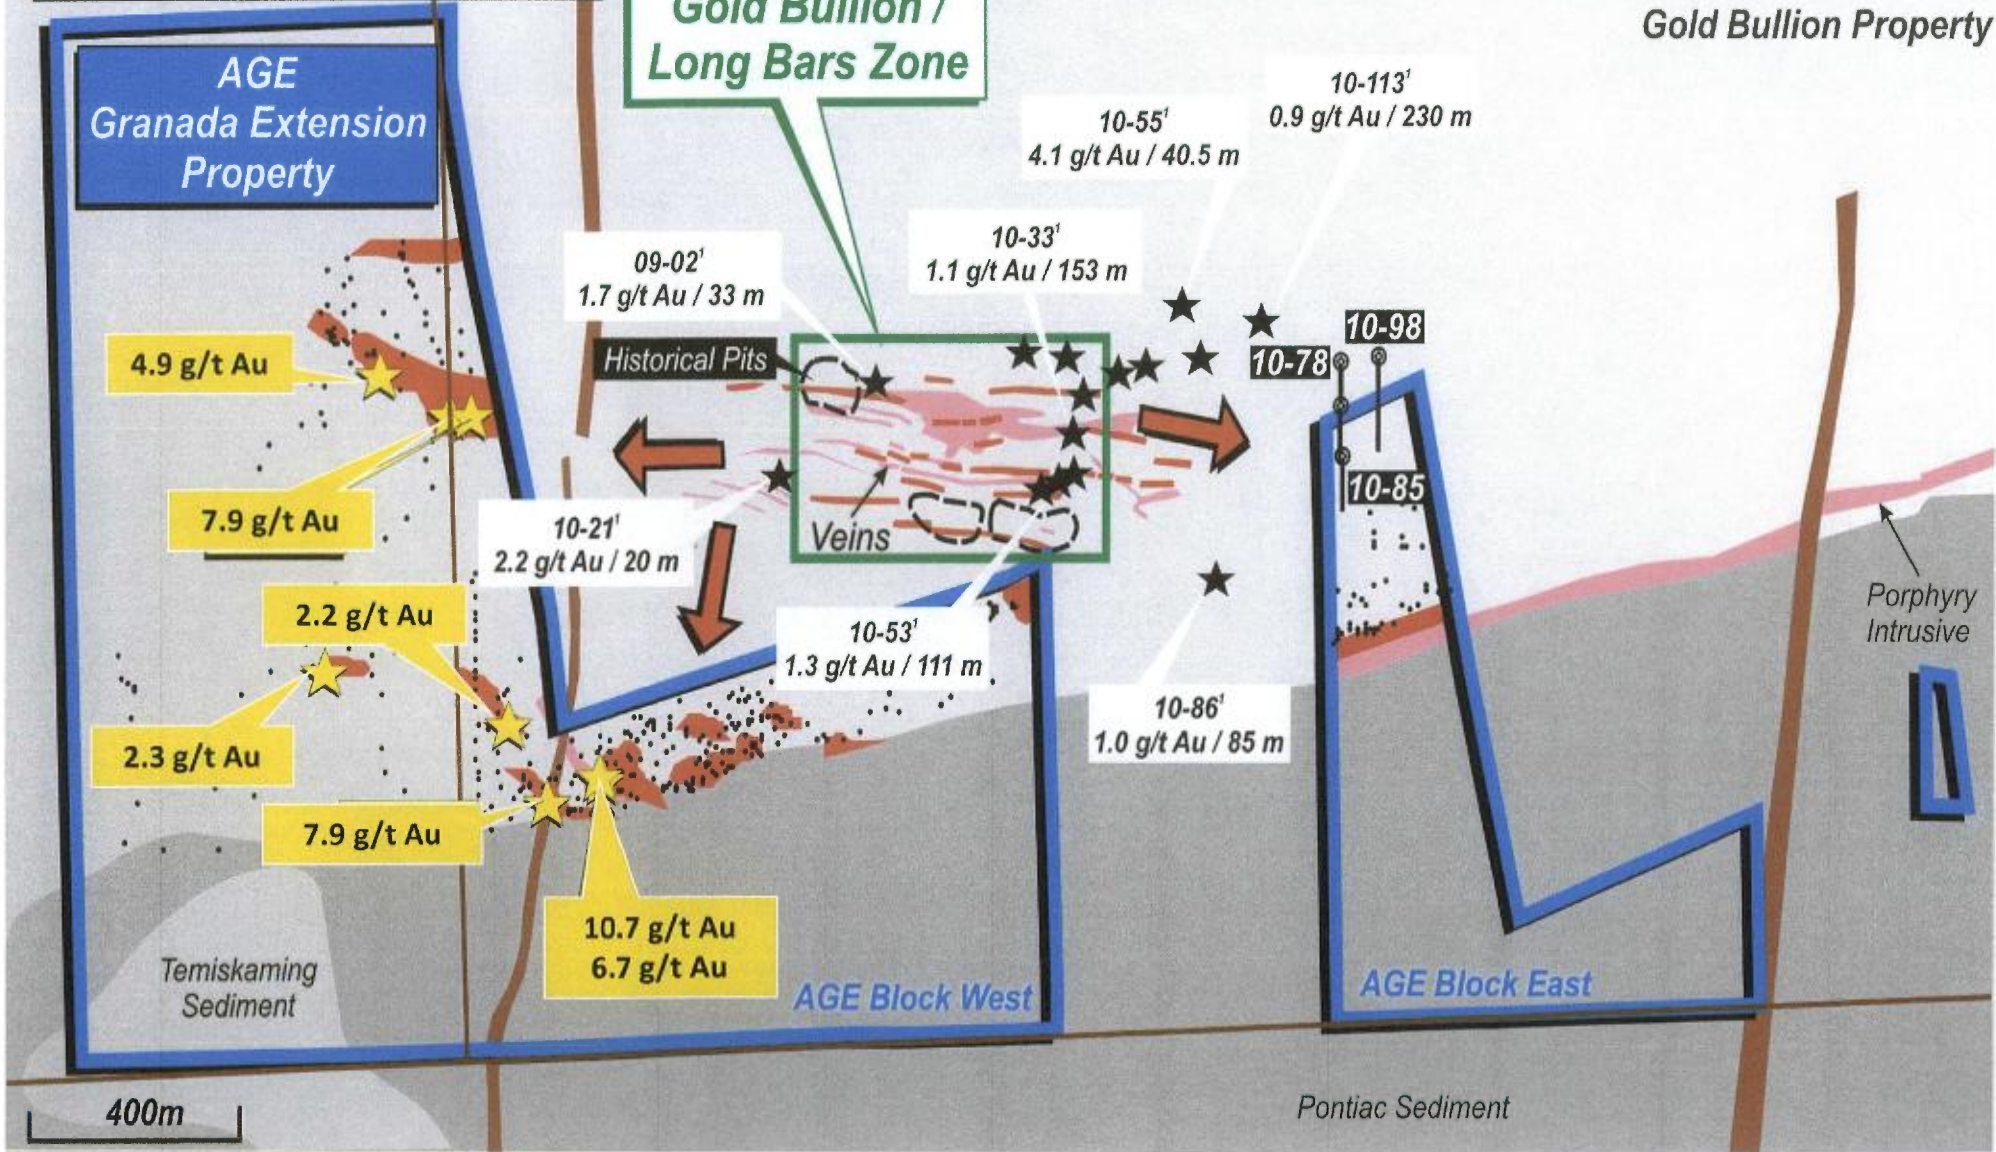 Gold Bullion /
Long Bars Zone
Gold Bullion Property
AGE
Granada Extension
Property
10-113¹
0.9 g/t Au / 230 m
10-55¹
4.1 g/t Au / 40.5 m
10-33¹
1.1 g/t Au / 153 m
09-02¹
1.7 g/t Au / 33 m
10-98
10-78
Historical Pits
4.9 g/t Au
10-85
7.9 g/t Au
10-21¹
2.2 g/t Au / 20 m
Veins
2.2 g/t Au
10-53¹
1.3 g/t Au / 111 m
Porphyry
Intrusive
10-86¹
1.0 g/t Au / 85 m
2.3 g/t Au
7.9 g/t Au
10.7 g/t Au
6.7 g/t Au
Temiskaming
Sediment
AGE Block West
AGE Block East
400m
Pontiac Sediment